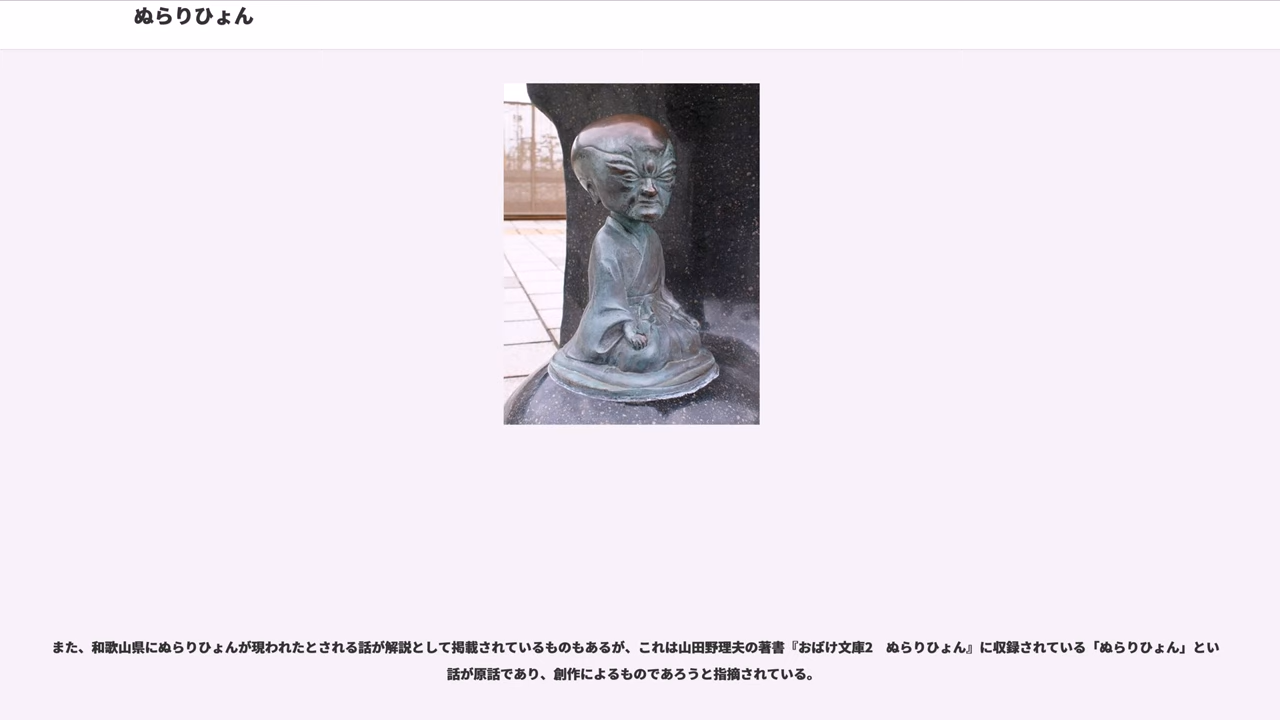 ぬらりひょん
また、和歌山県にぬらりひょんが現われたとされる話が解説として掲載されているものもあるが、これは山田野理夫の著書『おばけ文庫2　ぬらりひょん』に収録されている「ぬらりひょん」とい
話が原話であり、創作によるものであろうと指摘されている。